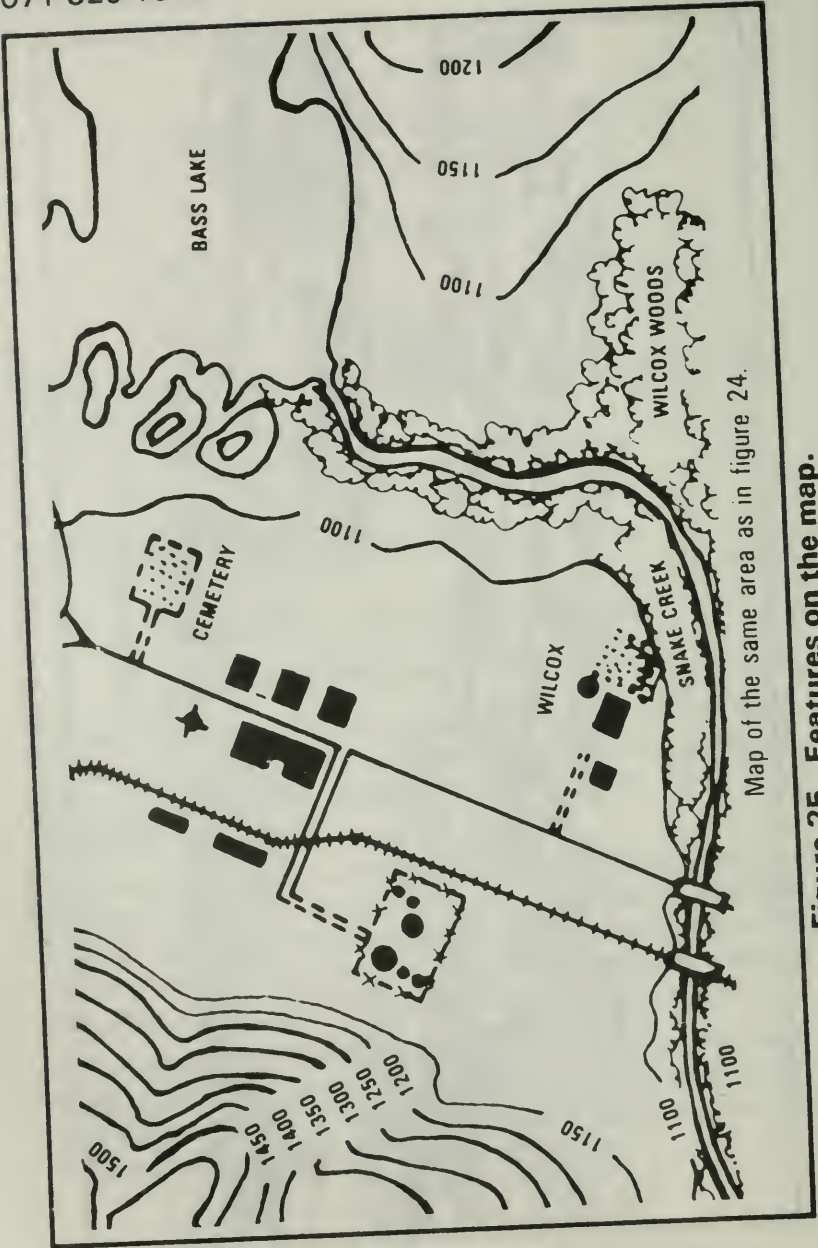 1500
1450
1400
1350
1300
1250
1200
1150
CEMETERY
BASS LAKE
1100
WILCOX
1200
1150
1100
SNAKE CREEK
WILCOX WOODS
1100
1100
Map of the same area as in figure 24.
Figure 25. Features on the map.